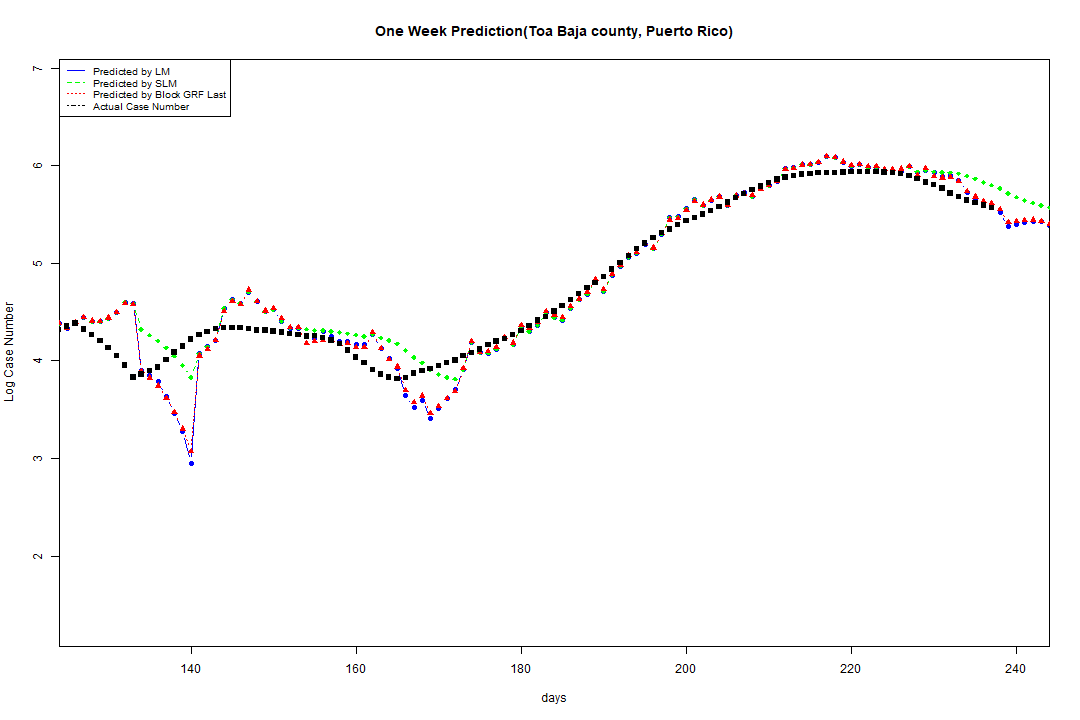 One Week Prediction(Toa Baja county, Puerto Rico)
Predicted by LM
Predicted by SLM
Predicted by Block GRF Last
Actual Case Number
7
6
5
4
3
2
Log Case Number
140 160 180 200 220 240
days